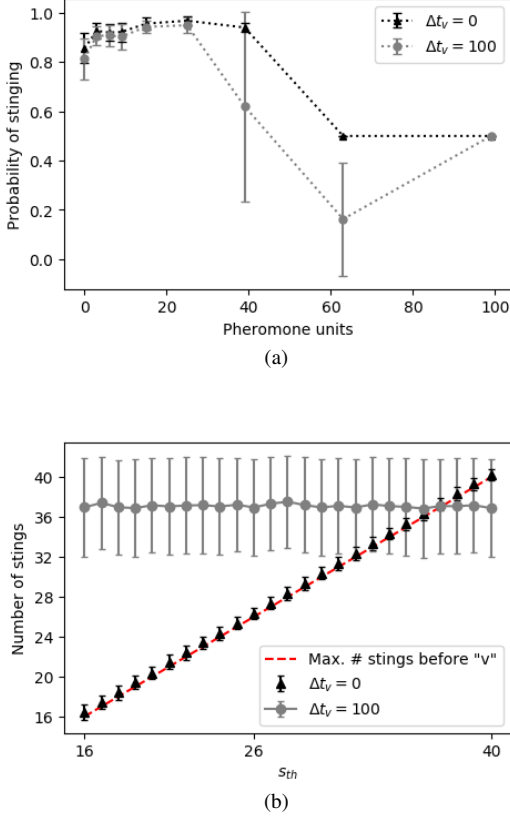 1.0
0.8
0.6
0.4
0.2
0.0
Probability of stinging
Δt_v = 0
Δt_v = 100
0 20 40 60 80 100
Pheromone units
(a)
40
36
32
28
24
20
16
Number of stings
Max. # stings before "v"
Δt_v = 0
Δt_v = 100
16 26 40
s_th
(b)